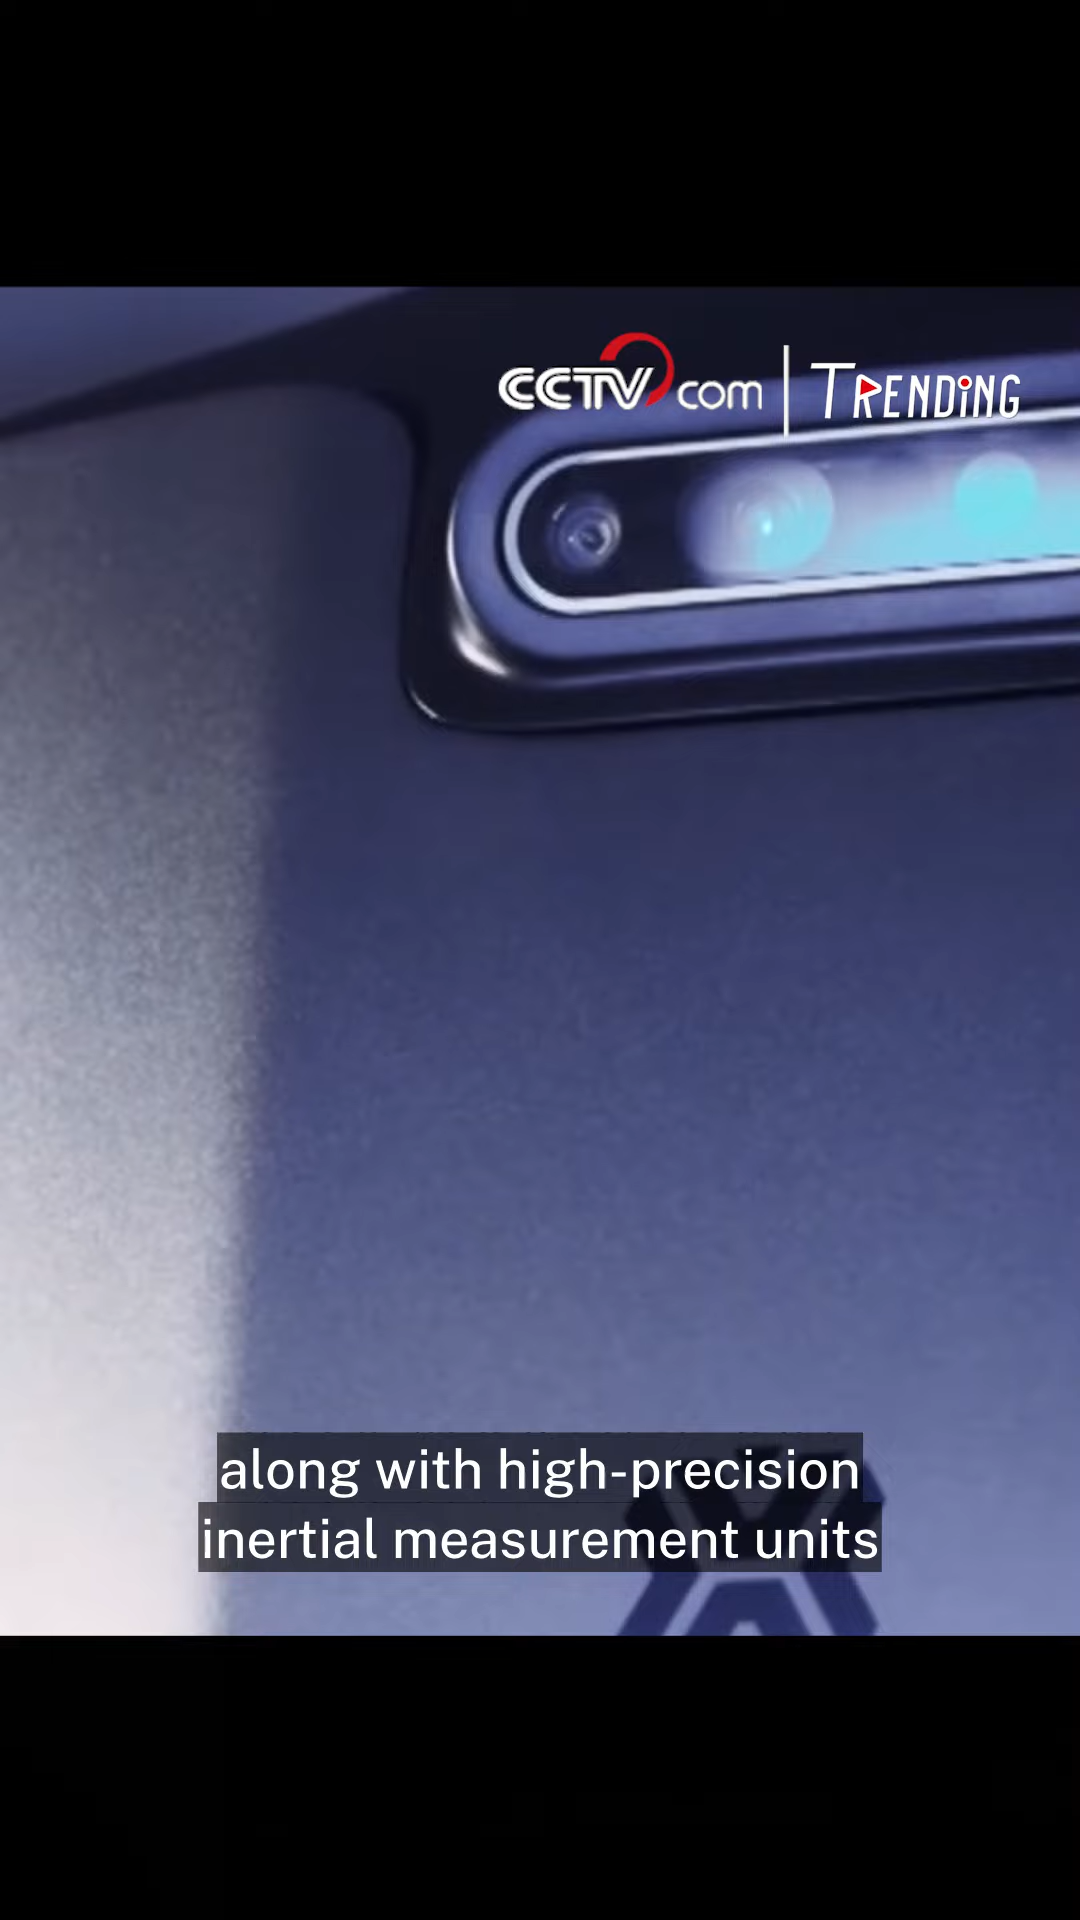 CCTV.com | TRENDING
along with high-precision
inertial measurement units